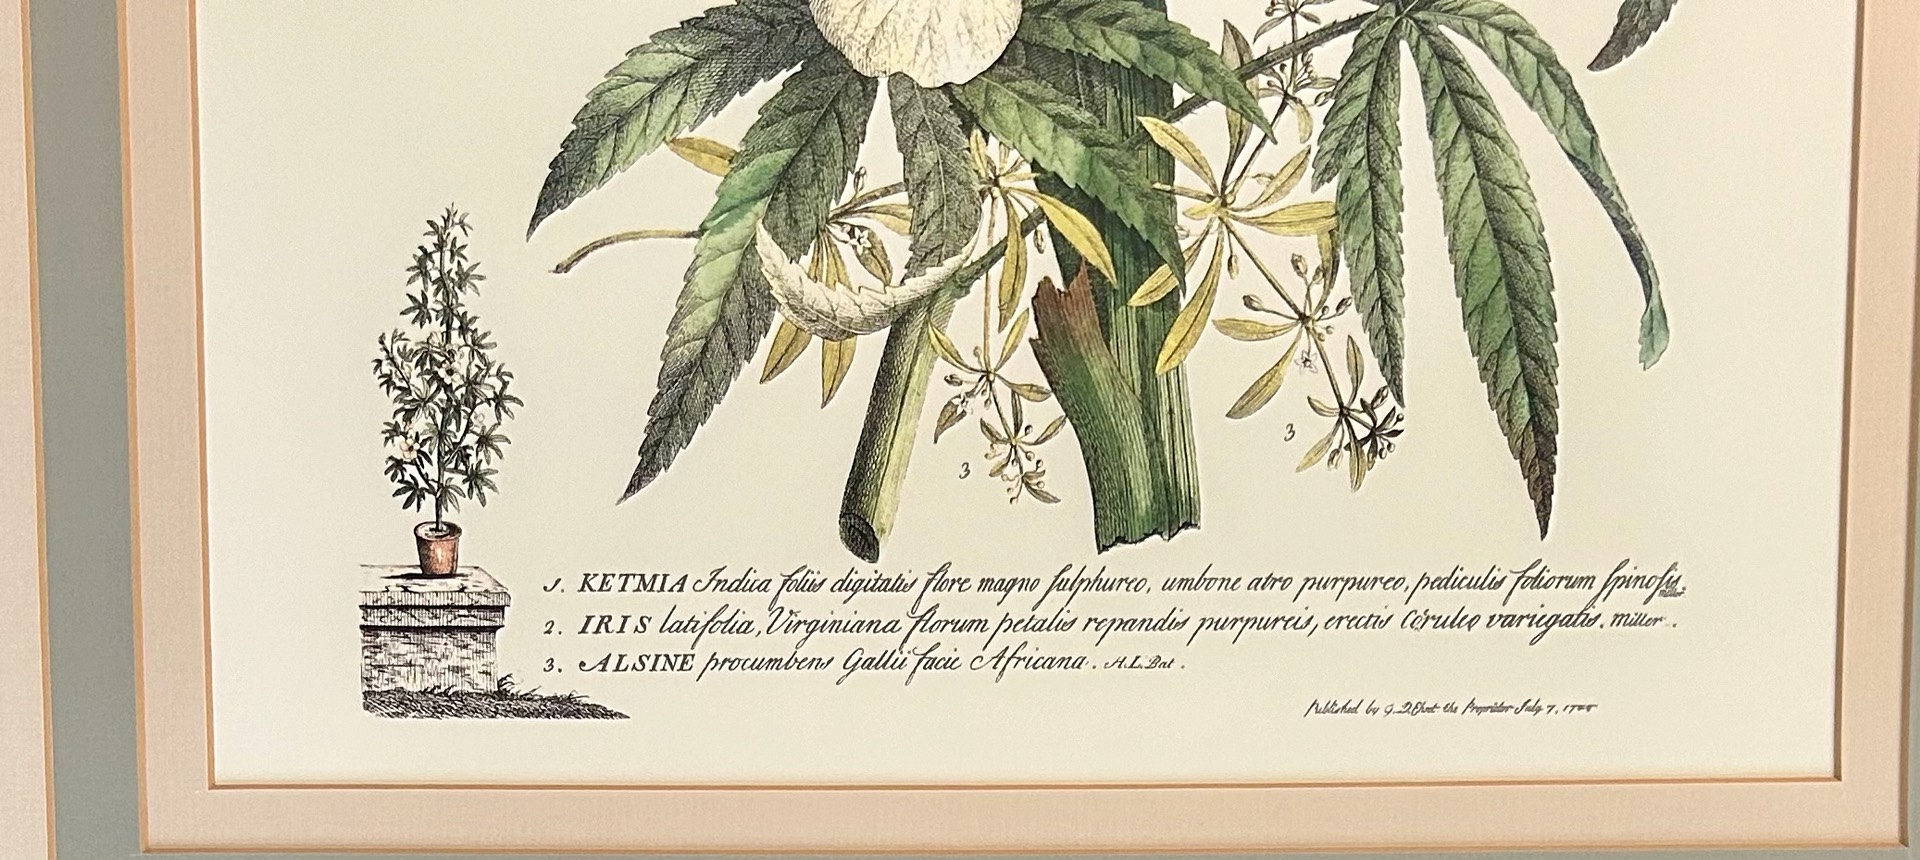 3
3
1. KETMIA Indica foliis digitatis flore magno sulphureo, umbone atro purpureo, pediculis foliorum spinosis. miller.
2. IRIS latifolia, Virginiana florum petalis repandis purpureis, erectis cœruleo variegatis. miller.
3. ALSINE procumbens Gallii facie Africana. H.L.Bat.
Published by G.D.Ehret the Proprietor July 7,